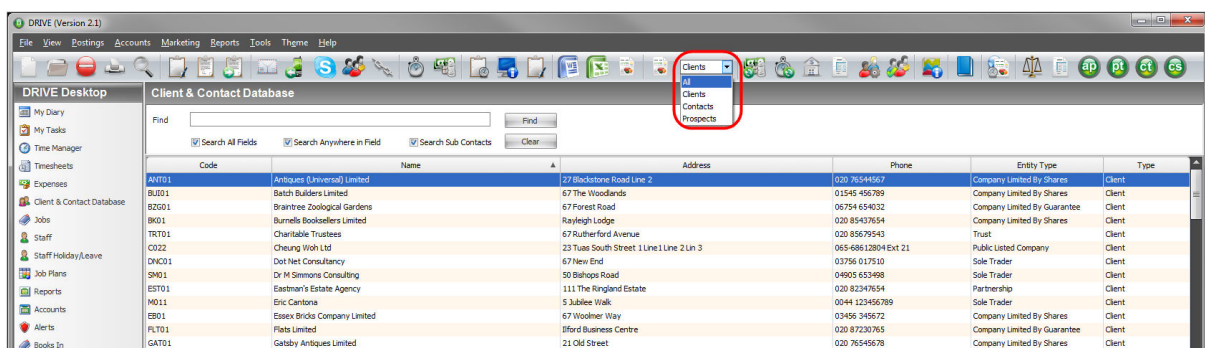 DRIVE (Version 2.1)
File View Postings Accounts Marketing Reports Tools Theme Help
Clients
All
Clients
Contacts
Prospects
ap pt ct cs
DRIVE Desktop
My Diary
My Tasks
Time Manager
Timesheets
Expenses
Client & Contact Database
Jobs
Staff
Staff Holiday/Leave
Job Plans
Reports
Accounts
Alerts
Books In
Client & Contact Database
Find Find
Search All Fields Search Anywhere in Field Search Sub Contacts Clear
Code Name Address Phone Entity Type Type
ANT01 Antiques (Universal) Limited 27 Blackstone Road Line 2 020 76544567 Company Limited By Shares Client
BUI01 Batch Builders Limited 67 The Woodlands 01545 456789 Company Limited By Shares Client
BZG01 Braintree Zoological Gardens 67 Forest Road 06754 654032 Company Limited By Guarantee Client
BK01 Burnells Booksellers Limited Rayleigh Lodge 020 85437654 Company Limited By Shares Client
TRT01 Charitable Trustees 67 Rutherford Avenue 020 85679543 Trust Client
C022 Cheung Woh Ltd 23 Tuas South Street 1 Line1 Line 2 Lin 3 065-68612804 Ext 21 Public Listed Company Client
DNC01 Dot Net Consultancy 67 New End 03756 017510 Sole Trader Client
SM01 Dr M Simmons Consulting 50 Bishops Road 04905 653498 Sole Trader Client
EST01 Eastman's Estate Agency 111 The Ringland Estate 020 82347654 Partnership Client
M011 Eric Cantona 5 Jubilee Walk 0044 123456789 Sole Trader Client
EB01 Essex Bricks Company Limited 67 Woolmer Way 03456 345672 Company Limited By Shares Client
FLT01 Flats Limited Ilford Business Centre 020 87230765 Company Limited By Guarantee Client
GAT01 Gatsby Antiques Limited 21 Old Street 020 76545678 Company Limited By Shares Client